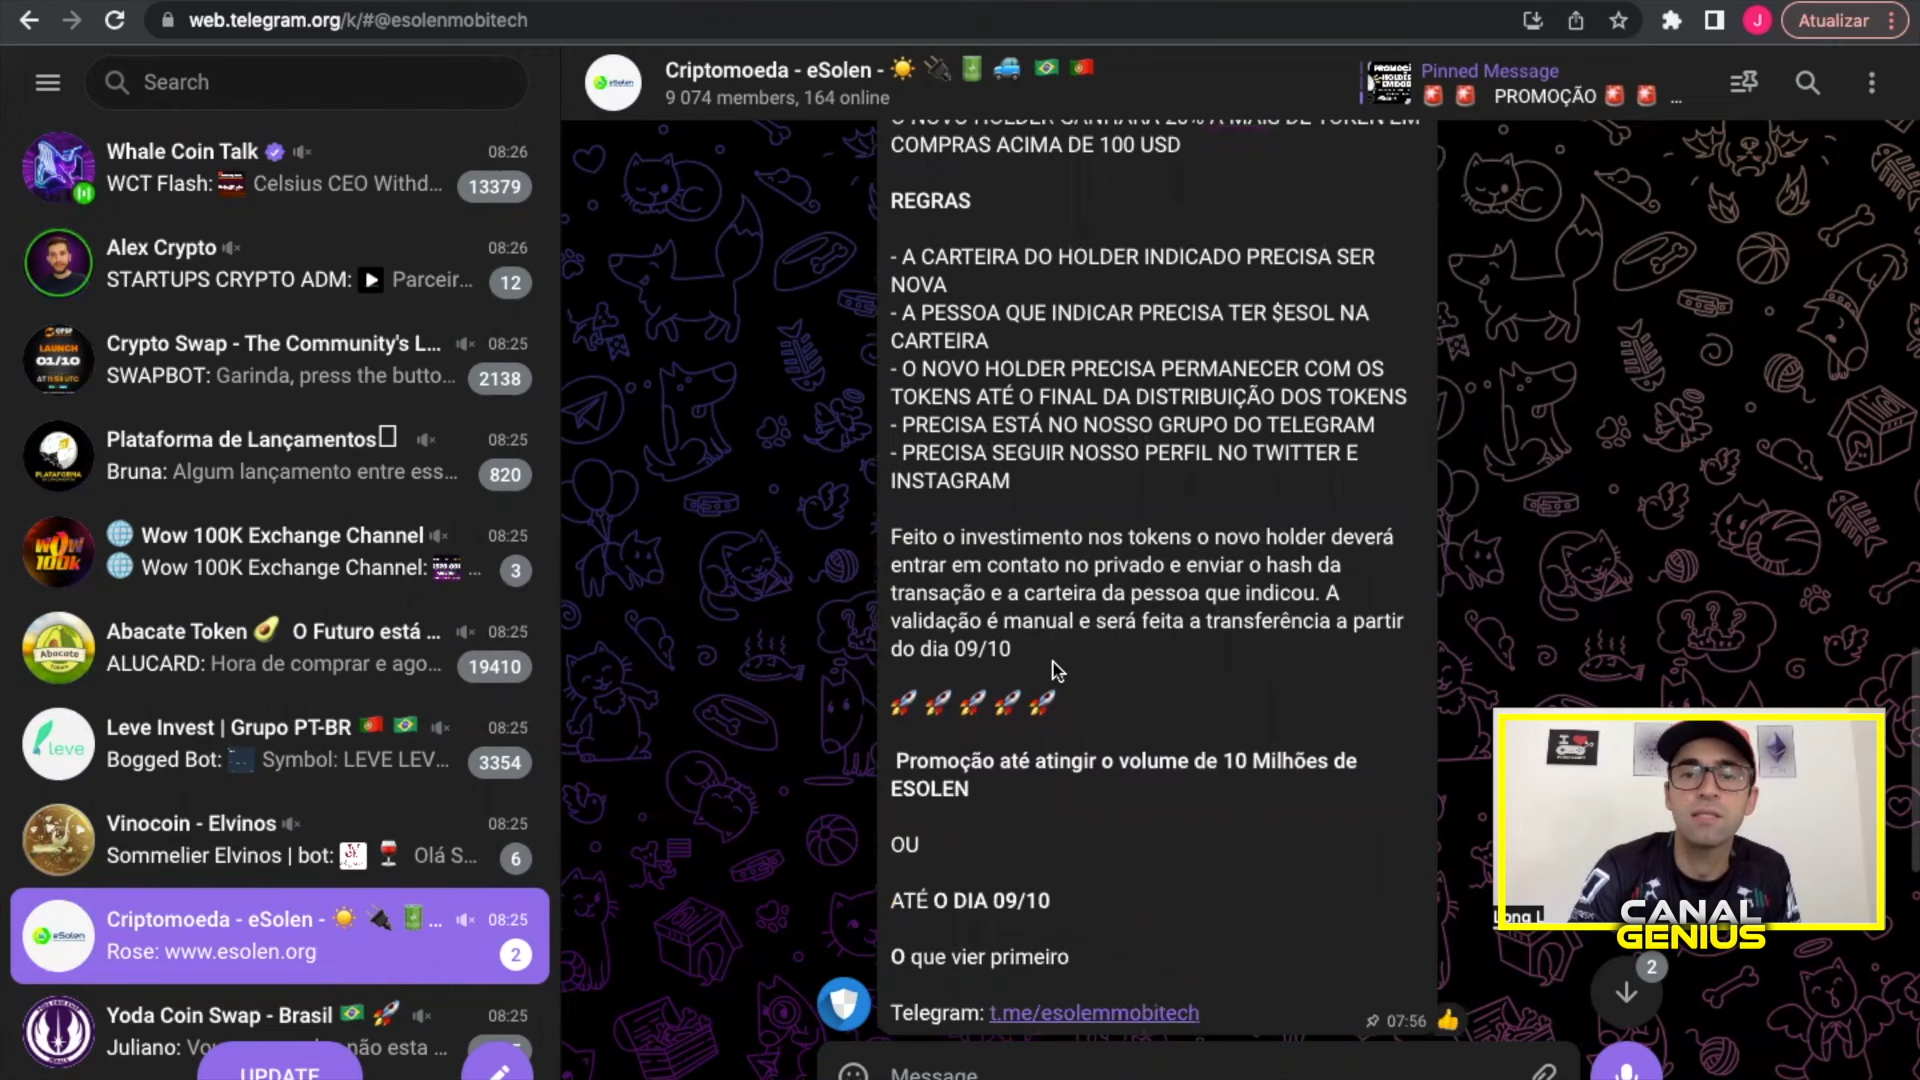 web.telegram.org/k/#@esolenmobitech
Atualizar
Search
Whale Coin Talk
08:26
WCT Flash: Celsius CEO Withd...
13379
Alex Crypto
08:26
STARTUPS CRYPTO ADM: Parceir...
12
Crypto Swap - The Community's L...
08:25
SWAPBOT: Garinda, press the butto...
2138
Plataforma de Lançamentos
08:25
Bruna: Algum lançamento entre ess...
820
Wow 100K Exchange Channel
08:25
Wow 100K Exchange Channel: ...
3
Abacate Token O Futuro está ...
08:25
ALUCARD: Hora de comprar e ago...
19410
Leve Invest | Grupo PT-BR
08:25
Bogged Bot: Symbol: LEVE LEV...
3354
Vinocoin - Elvinos
08:25
Sommelier Elvinos | bot: Olá S...
6
Criptomoeda - eSolen - ...
08:25
Rose: www.esolen.org
2
Yoda Coin Swap - Brasil
08:25
Juliano: não esta ...
UPDATE
Criptomoeda - eSolen -
9 074 members, 164 online
Pinned Message
PROMOÇÃO ...
O NOVO HOLDER GANHARÁ 20% A MAIS DE TOKEN EM
COMPRAS ACIMA DE 100 USD
REGRAS
- A CARTEIRA DO HOLDER INDICADO PRECISA SER
NOVA
- A PESSOA QUE INDICAR PRECISA TER $ESOL NA
CARTEIRA
- O NOVO HOLDER PRECISA PERMANECER COM OS
TOKENS ATÉ O FINAL DA DISTRIBUIÇÃO DOS TOKENS
- PRECISA ESTÁ NO NOSSO GRUPO DO TELEGRAM
- PRECISA SEGUIR NOSSO PERFIL NO TWITTER E
INSTAGRAM
Feito o investimento nos tokens o novo holder deverá
entrar em contato no privado e enviar o hash da
transação e a carteira da pessoa que indicou. A
validação é manual e será feita a transferência a partir
do dia 09/10
Promoção até atingir o volume de 10 Milhões de
ESOLEN
OU
ATÉ O DIA 09/10
O que vier primeiro
Telegram: t.me/esolemmobitech
07:56
2
Message
CANAL
GENIUS